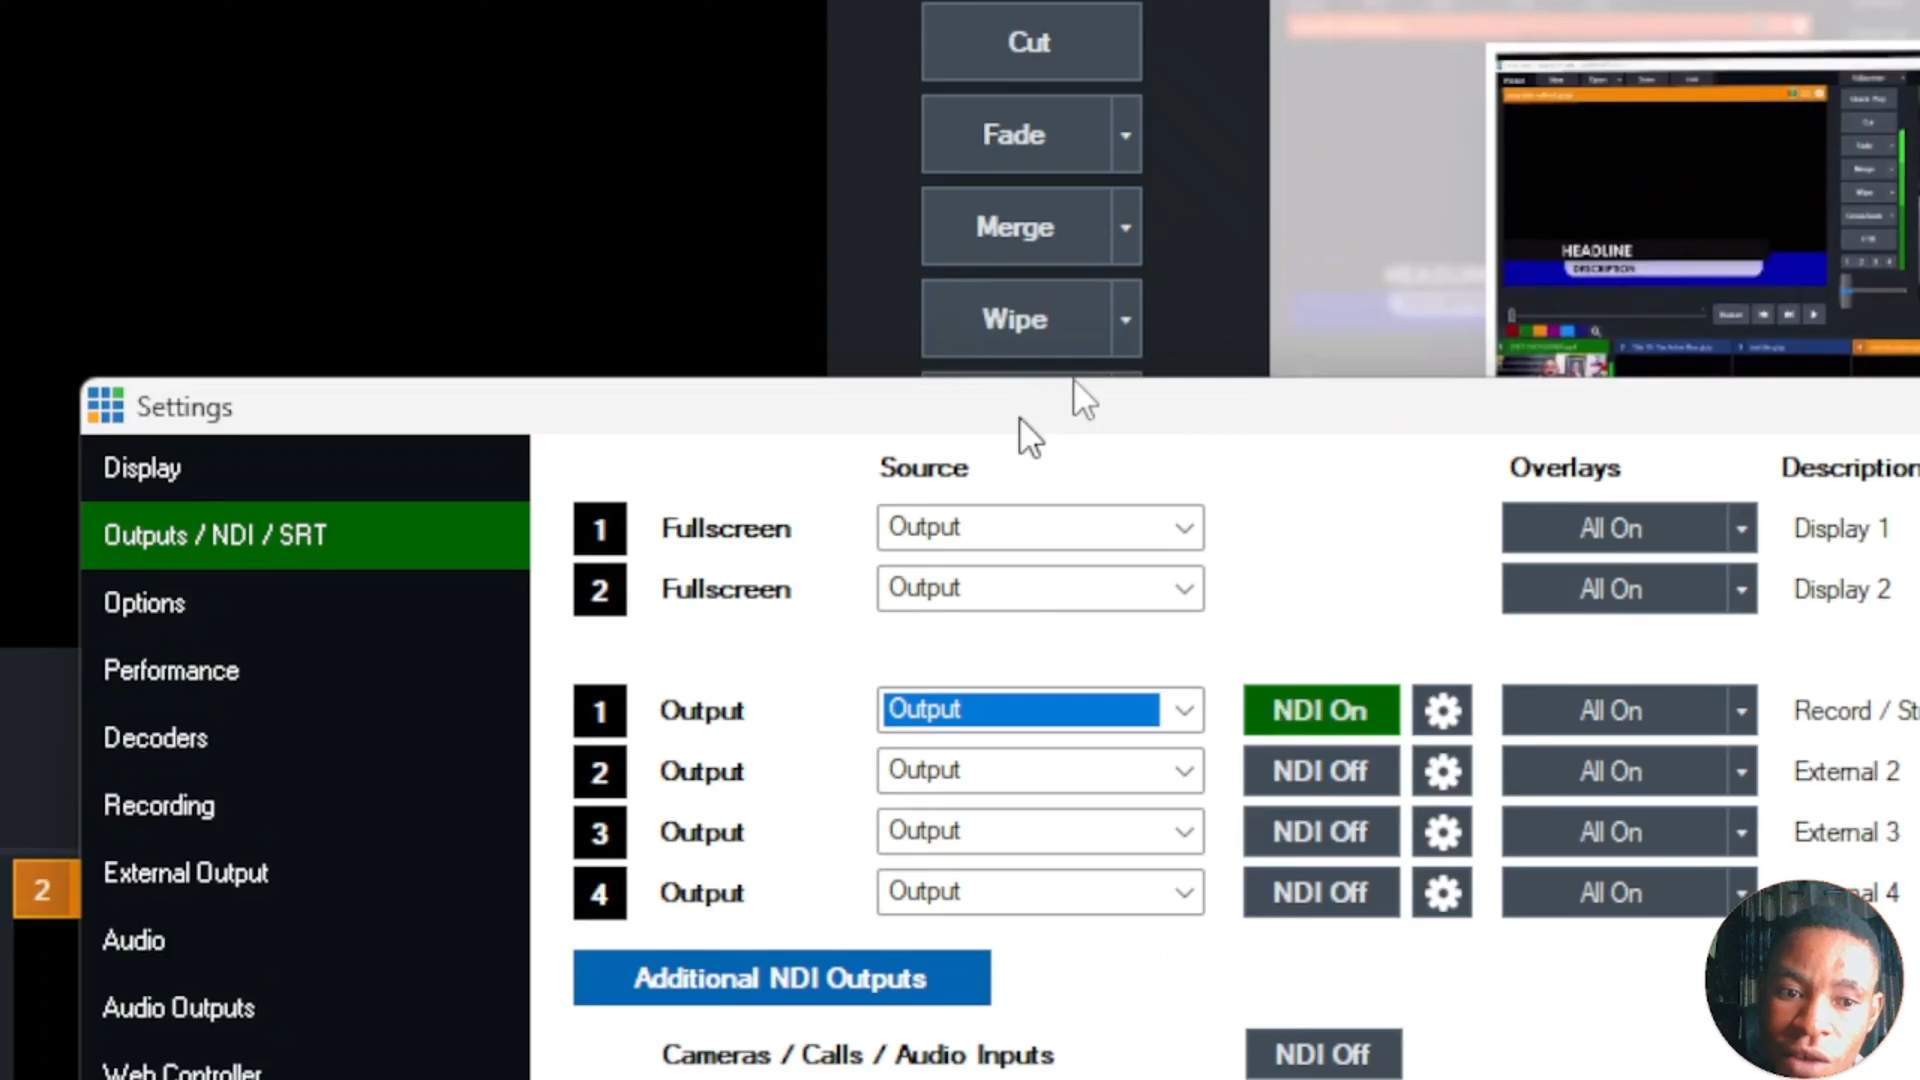 Cut
Fade
Merge
Wipe
HEADLINE
DESCRIPTION
Settings
Display
Source
Overlays
Description
Outputs / NDI / SRT
1 Fullscreen Output All On Display 1
2 Fullscreen Output All On Display 2
Options
Performance
1 Output Output NDI On All On Record / St
Decoders
2 Output Output NDI Off All On External 2
Recording
3 Output Output NDI Off All On External 3
External Output
4 Output Output NDI Off All On nal 4
2
Audio
Additional NDI Outputs
Audio Outputs
Cameras / Calls / Audio Inputs NDI Off
Web Controller